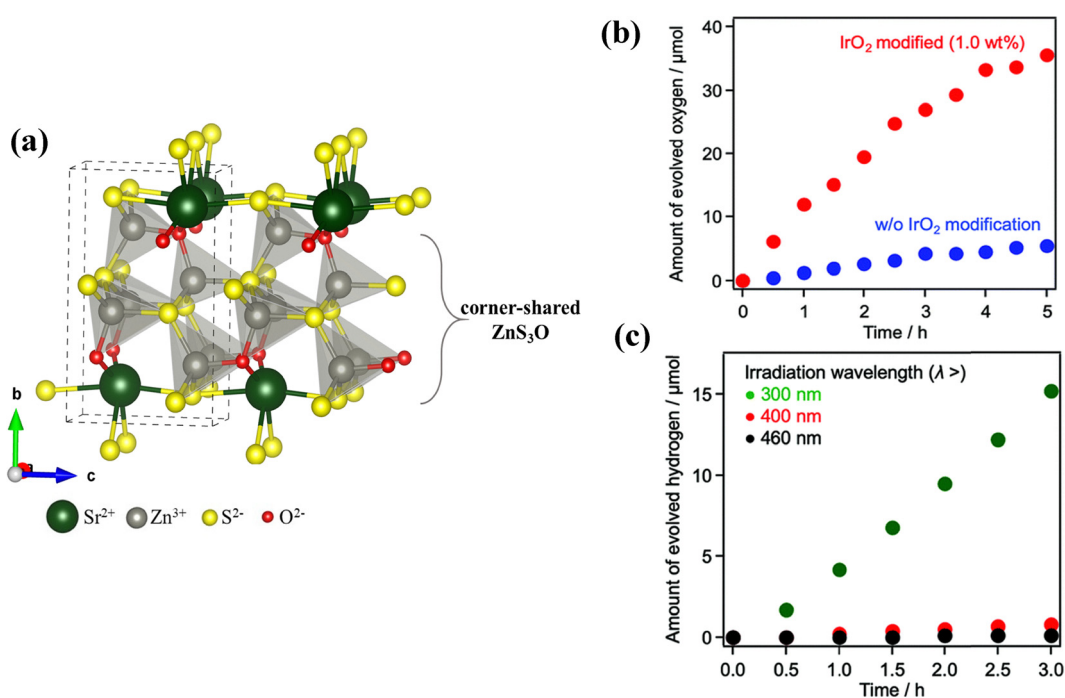 (a)
b
a
c
Sr²⁺ Zn³⁺ S²⁻ O²⁻
corner-shared
ZnS₃O
(b)
Amount of evolved oxygen / μmol
40
30
20
10
0
IrO₂ modified (1.0 wt%)
w/o IrO₂ modification
0 1 2 3 4 5
Time / h
(c)
Amount of evolved hydrogen / μmol
15
10
5
0
Irradiation wavelength (λ >)
300 nm
400 nm
460 nm
0.0 0.5 1.0 1.5 2.0 2.5 3.0
Time / h